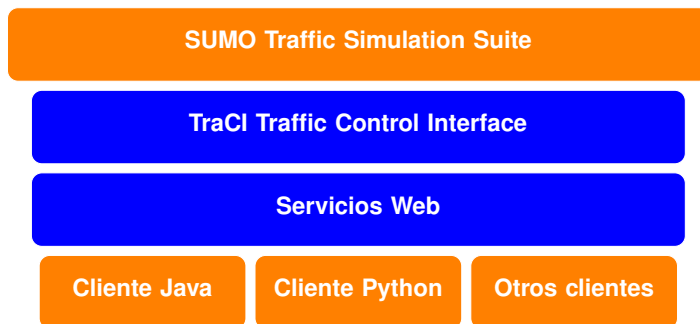 SUMO Traffic Simulation Suite
TraCI Traffic Control Interface
Servicios Web
Cliente Java
Cliente Python
Otros clientes